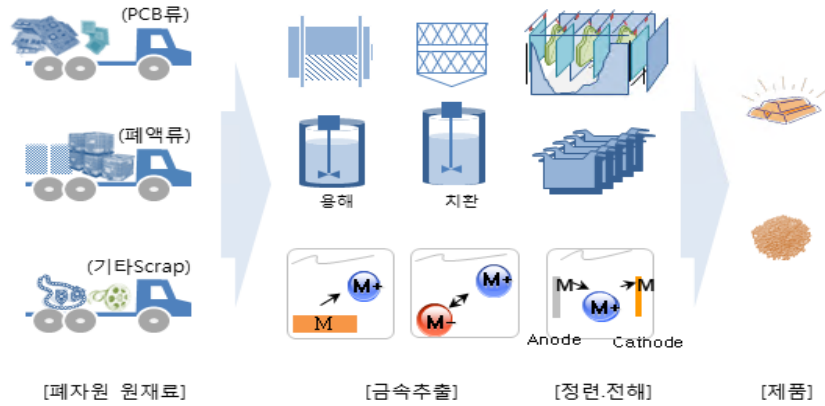 (PCB류)
(폐액류)
(기타Scrap)
[폐자원 원재료]
용해
치환
M
M+
M-
M+
[금속추출]
M
M+
M
Anode
Cathode
[정련.전해]
[제품]